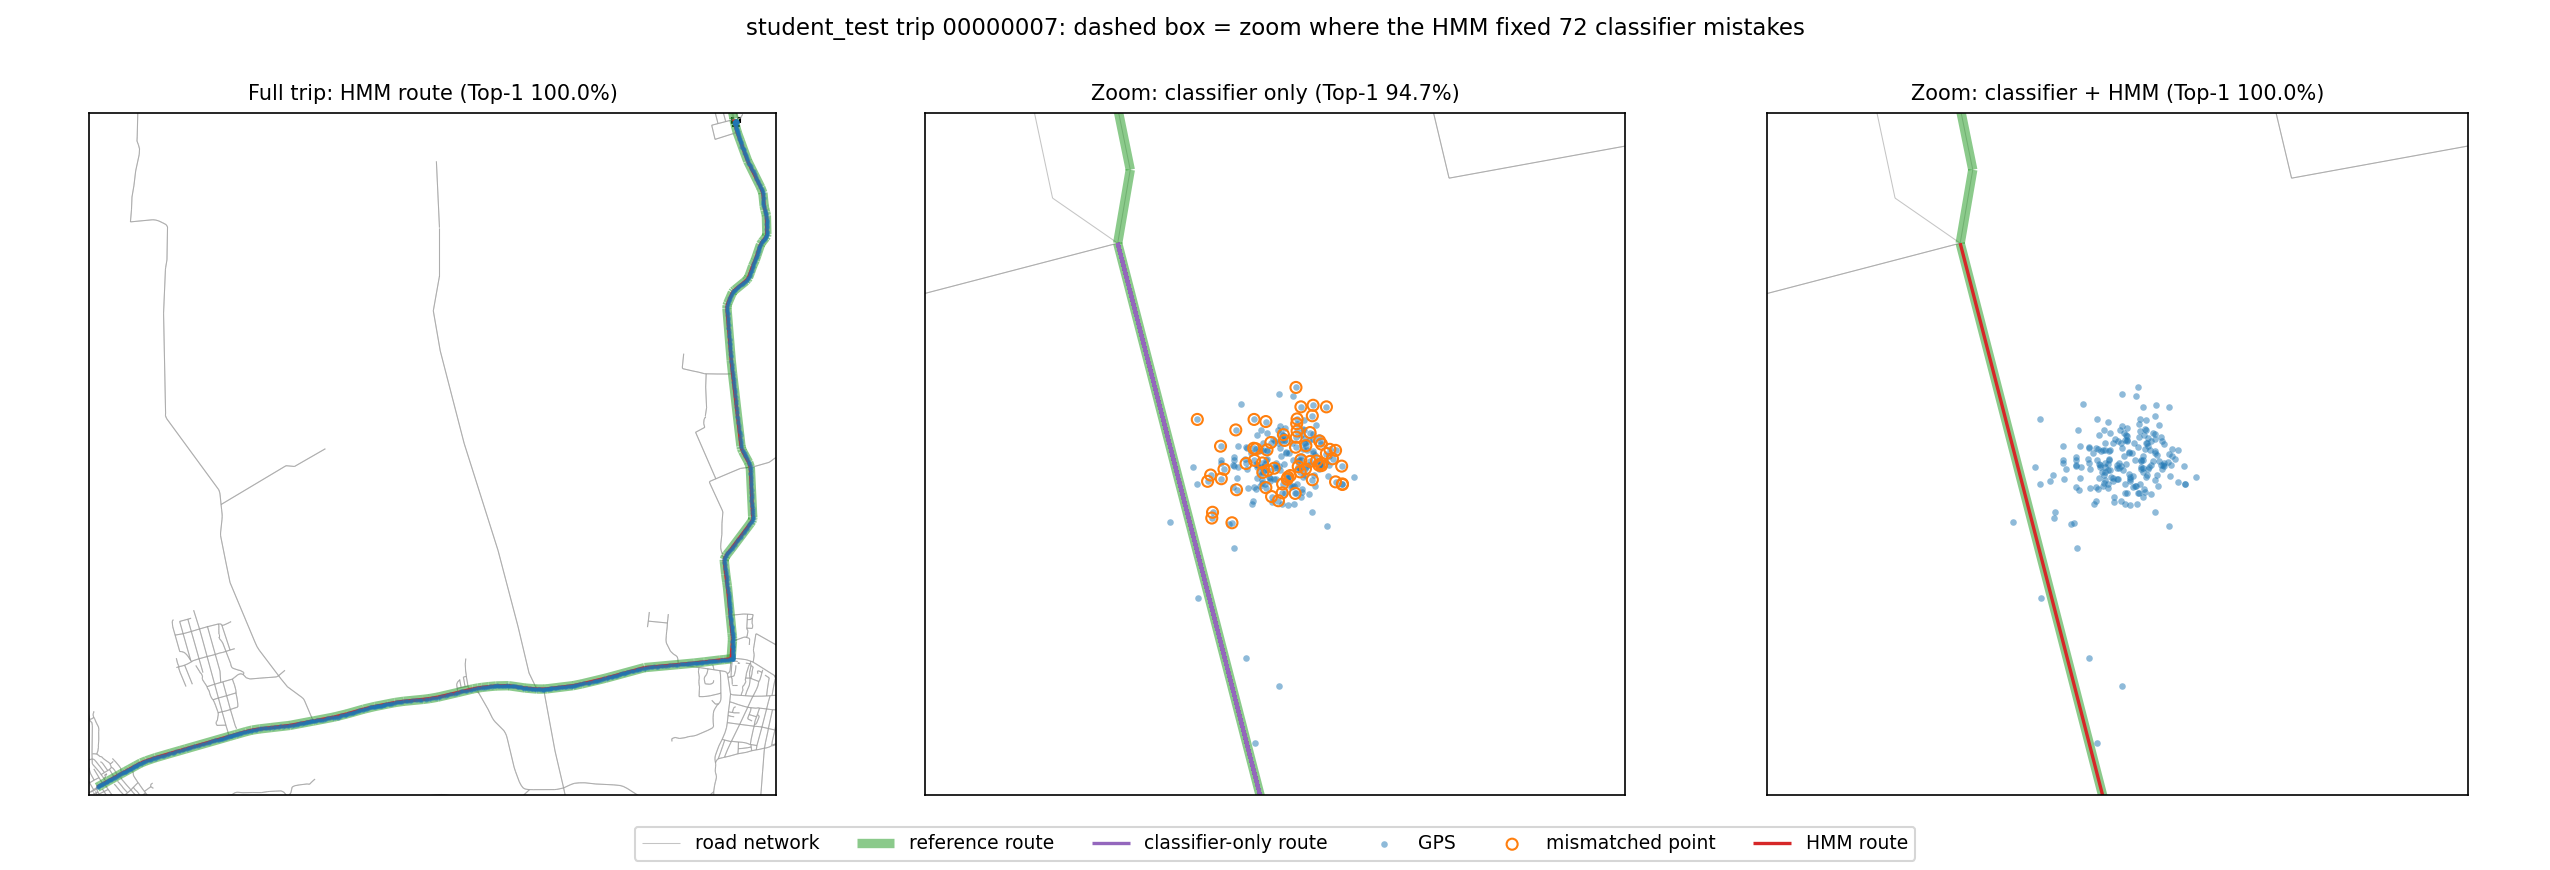 student_test trip 00000007: dashed box = zoom where the HMM fixed 72 classifier mistakes
Full trip: HMM route (Top-1 100.0%)
Zoom: classifier only (Top-1 94.7%)
Zoom: classifier + HMM (Top-1 100.0%)
road network reference route classifier-only route GPS mismatched point HMM route